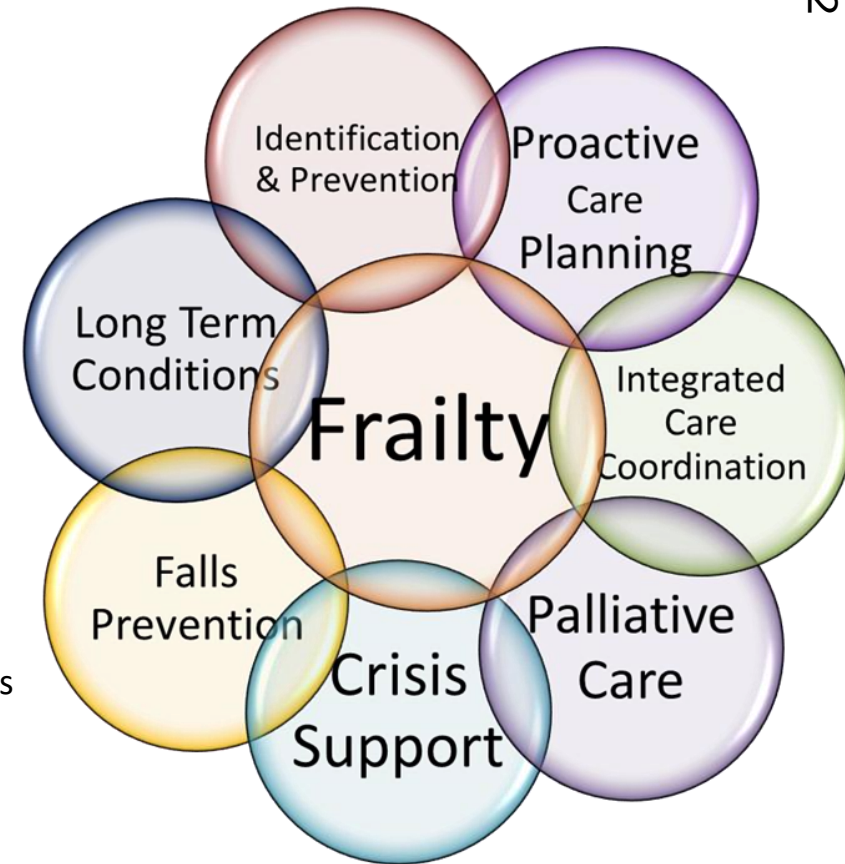 Identification
& Prevention
Proactive
Care
Planning
Long Term
Conditions
Frailty
Integrated
Care
Coordination
Falls
Prevention
Crisis
Support
Palliative
Care
s